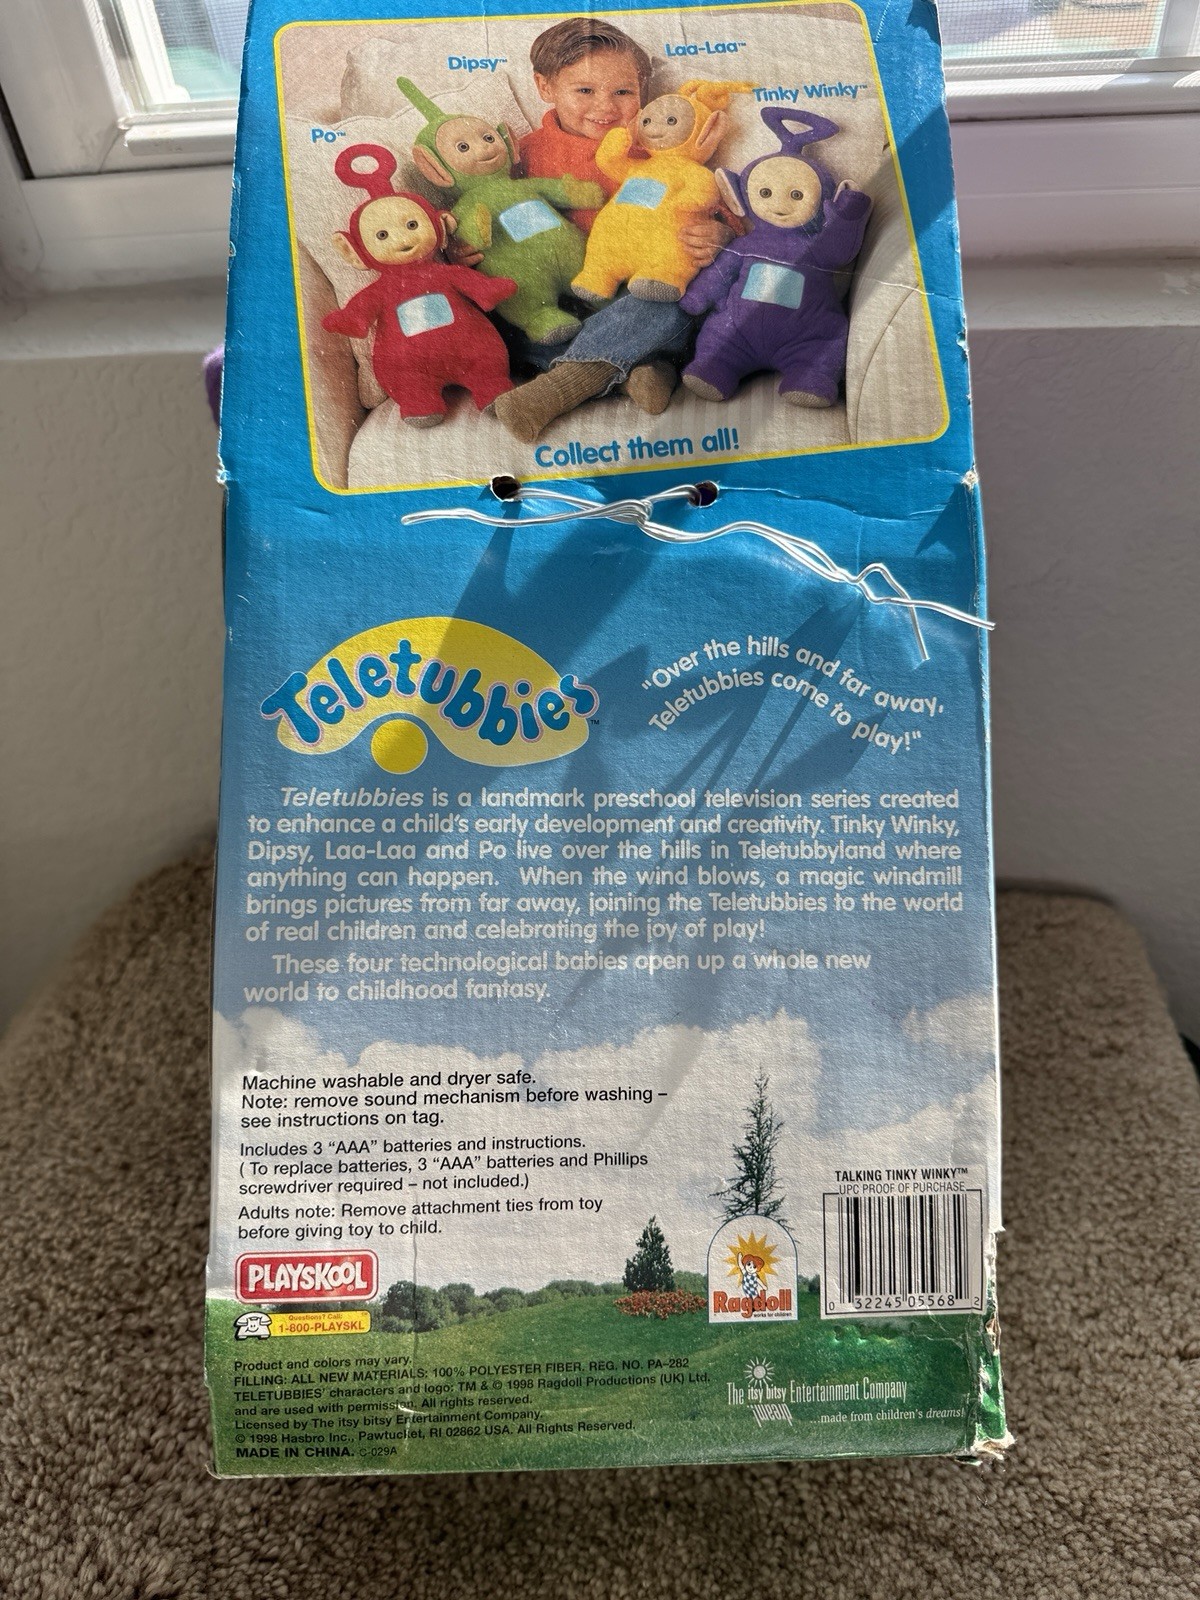 Dipsy™
Laa-Laa™
Tinky Winky™
Po™
Collect them all!
Teletubbies™
"Over the hills and far away,
Teletubbies come to play!"
Teletubbies is a landmark preschool television series created
to enhance a child's early development and creativity. Tinky Winky,
Dipsy, Laa-Laa and Po live over the hills in Teletubbyland where
anything can happen. When the wind blows, a magic windmill
brings pictures from far away, joining the Teletubbies to the world
of real children and celebrating the joy of play!
These four technological babies open up a whole new
world to childhood fantasy.
Machine washable and dryer safe.
Note: remove sound mechanism before washing –
see instructions on tag.
Includes 3 "AAA" batteries and instructions.
( To replace batteries, 3 "AAA" batteries and Phillips
screwdriver required – not included.)
Adults note: Remove attachment ties from toy
before giving toy to child.
TALKING TINKY WINKY™
UPC PROOF OF PURCHASE
0 32245 05568 2
PLAYSKOOL
Questions? Call:
1-800-PLAYSKL
Ragdoll
works for children
Product and colors may vary.
FILLING: ALL NEW MATERIALS: 100% POLYESTER FIBER. REG. NO. PA-282
TELETUBBIES' characters and logo: TM & © 1998 Ragdoll Productions (UK) Ltd.
and are used with permission. All rights reserved.
Licensed by The itsy bitsy Entertainment Company.
© 1998 Hasbro Inc., Pawtucket, RI 02862 USA. All Rights Reserved.
MADE IN CHINA. C-029A
The itsy bitsy Entertainment Company
...made from children's dreams!